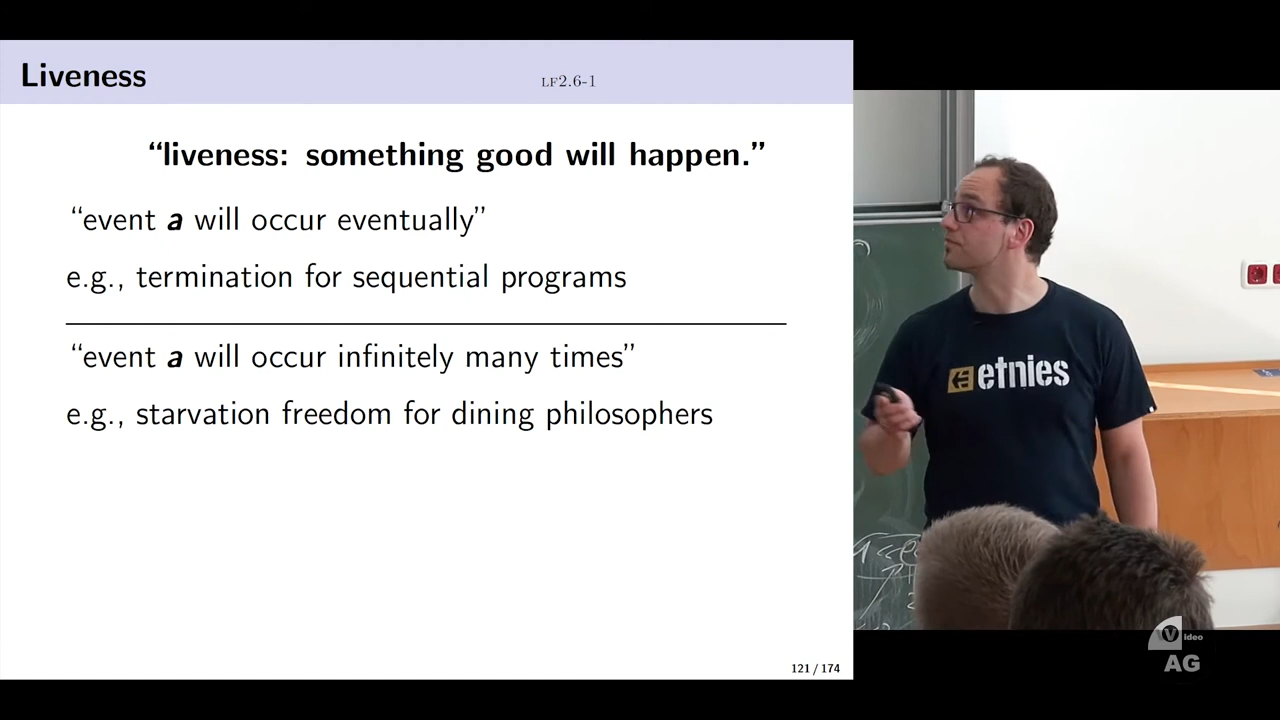 Liveness
LF2.6-1
“liveness: something good will happen.”
“event a will occur eventually”
e.g., termination for sequential programs
“event a will occur infinitely many times”
e.g., starvation freedom for dining philosophers
121 / 174
etnies
Video
AG